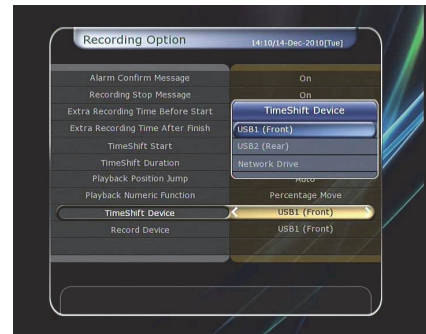 Recording Option
14:10/14-Dec-2010[Tue]
Alarm Confirm Message On
Recording Stop Message On
Extra Recording Time Before Start
Extra Recording Time After Finish
TimeShift Start
TimeShift Duration
Playback Position Jump Auto
Playback Numeric Function Percentage Move
TimeShift Device USB1 (Front)
Record Device USB1 (Front)
TimeShift Device
USB1 (Front)
USB2 (Rear)
Network Drive